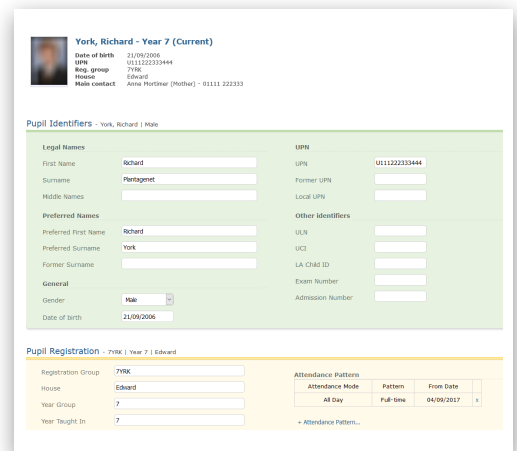 York, Richard - Year 7 (Current)
Date of birth 21/09/2006
UPN U111222333444
Reg. group 7YRK
House Edward
Main contact Anne Mortimer (Mother) - 01111 222333
Pupil Identifiers - York, Richard | Male
Legal Names
First Name Richard
Surname Plantagenet
Middle Names
Preferred Names
Preferred First Name Richard
Preferred Surname York
Former Surname
General
Gender Male
Date of birth 21/09/2006
UPN
UPN U111222333444
Former UPN
Local UPN
Other identifiers
ULN
UCI
LA Child ID
Exam Number
Admission Number
Pupil Registration - 7YRK | Year 7 | Edward
Registration Group 7YRK
House Edward
Year Group 7
Year Taught In 7
Attendance Pattern
Attendance Mode Pattern From Date
All Day Full-time 04/09/2017 x
+ Attendance Pattern...